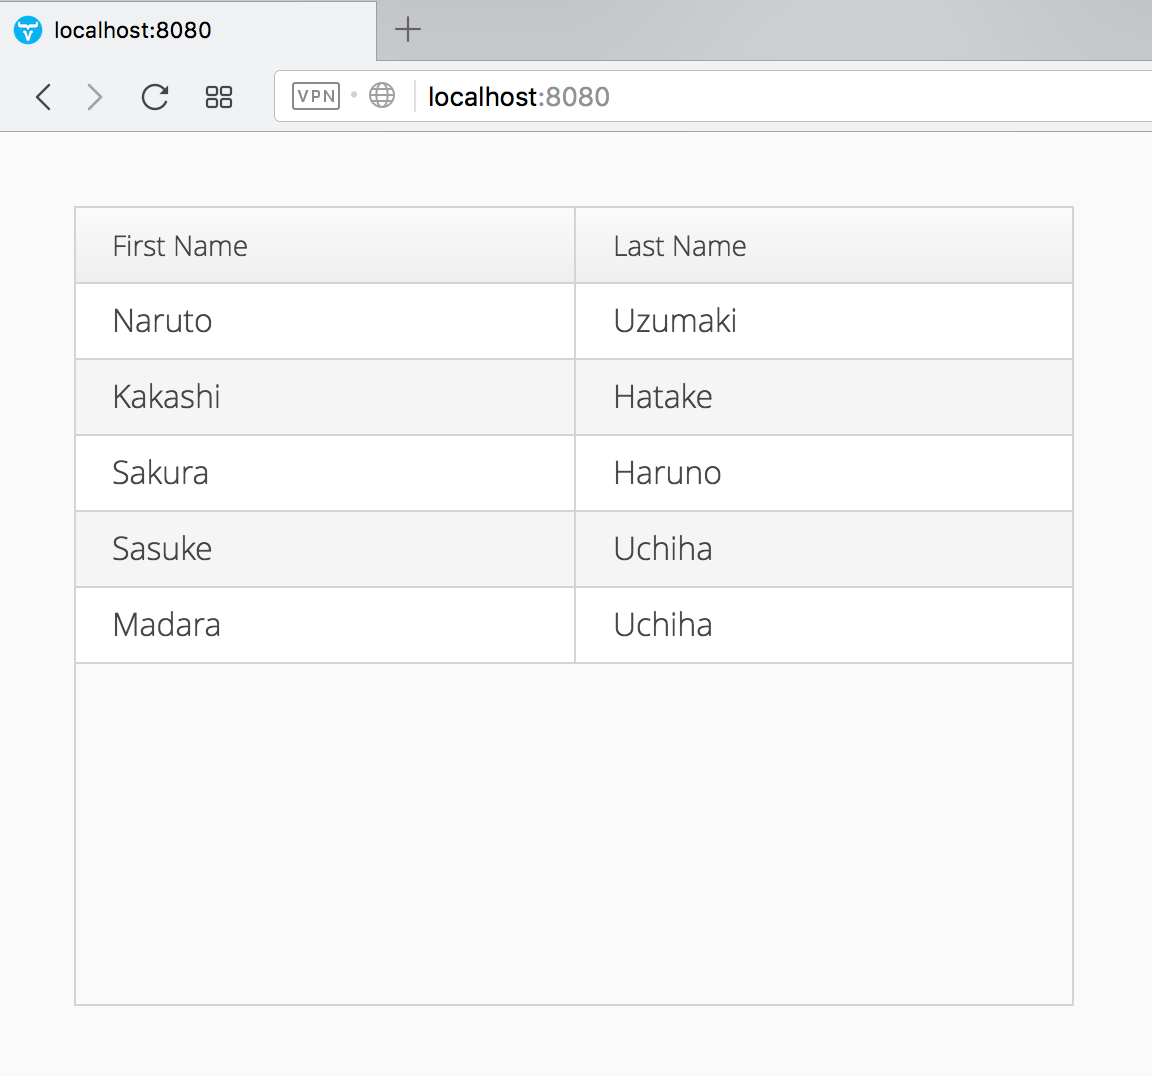 localhost:8080
VPN localhost:8080
First Name Last Name
Naruto Uzumaki
Kakashi Hatake
Sakura Haruno
Sasuke Uchiha
Madara Uchiha